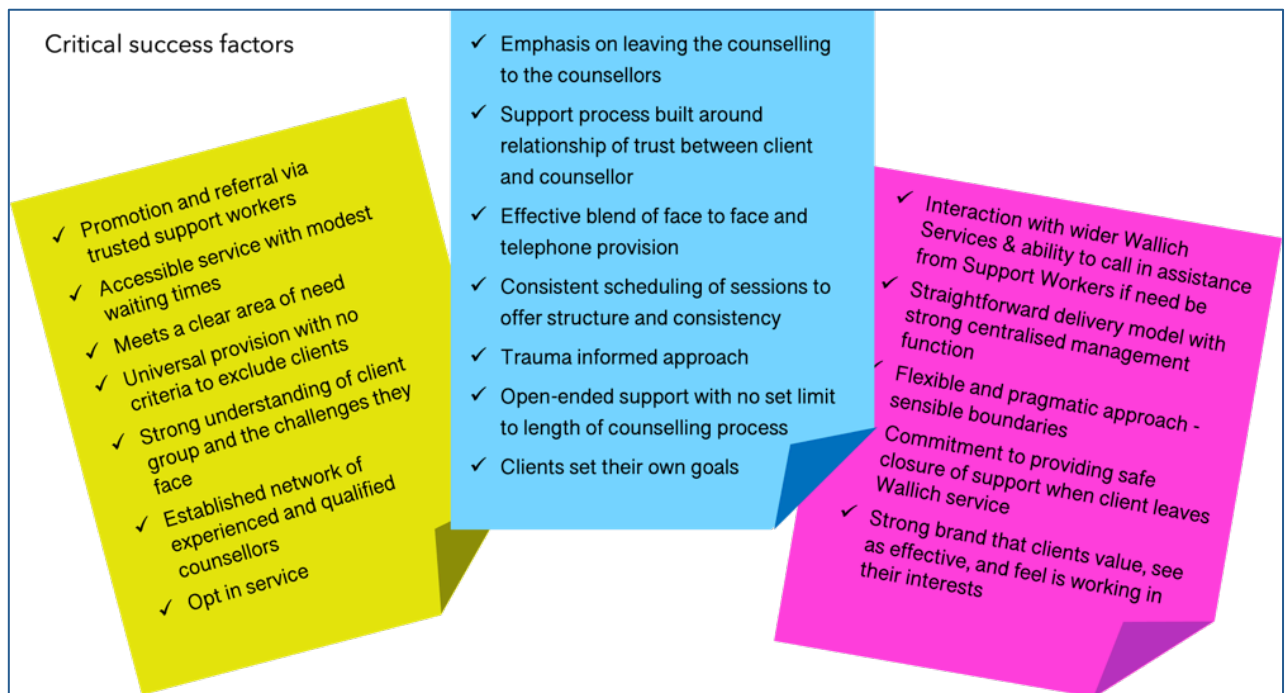 Critical success factors
✓ Promotion and referral via
trusted support workers
✓ Accessible service with modest
waiting times
✓ Meets a clear area of need
✓ Universal provision with no
criteria to exclude clients
✓ Strong understanding of client
group and the challenges they
face
✓ Established network of
experienced and qualified
counsellors
✓ Opt in service
✓ Emphasis on leaving the counselling
to the counsellors
✓ Support process built around
relationship of trust between client
and counsellor
✓ Effective blend of face to face and
telephone provision
✓ Consistent scheduling of sessions to
offer structure and consistency
✓ Trauma informed approach
✓ Open-ended support with no set limit
to length of counselling process
✓ Clients set their own goals
✓ Interaction with wider Wallich
Services & ability to call in assistance
from Support Workers if need be
✓ Straightforward delivery model with
strong centralised management
function
✓ Flexible and pragmatic approach -
sensible boundaries
Commitment to providing safe
closure of support when client leaves
Wallich service
✓ Strong brand that clients value, see
as effective, and feel is working in
their interests